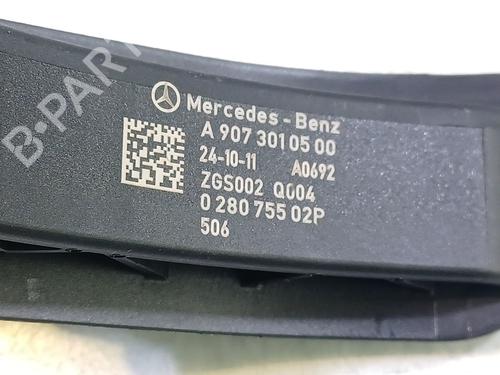 B-PARTS
Mercedes-Benz
A 907 301 05 00
24-10-11 A0692
ZGS002 Q004
0 280 755 02P
506